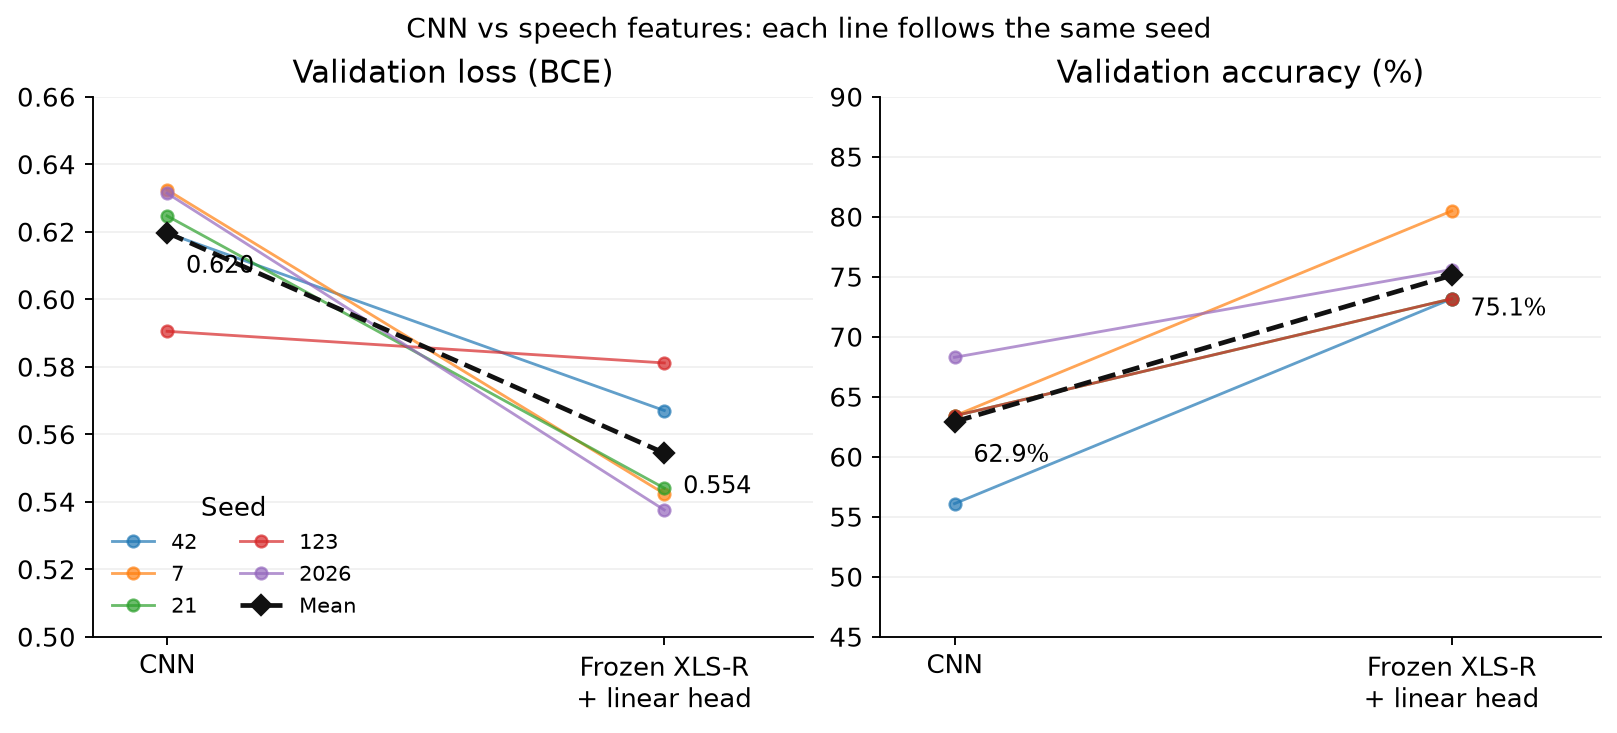 CNN vs speech features: each line follows the same seed
Validation loss (BCE)
0.66
0.64
0.62
0.60
0.58
0.56
0.54
0.52
0.50
0.620
0.554
Seed
42
7
21
123
2026
Mean
CNN
Frozen XLS-R
+ linear head
Validation accuracy (%)
90
85
80
75
70
65
60
55
50
45
62.9%
75.1%
CNN
Frozen XLS-R
+ linear head